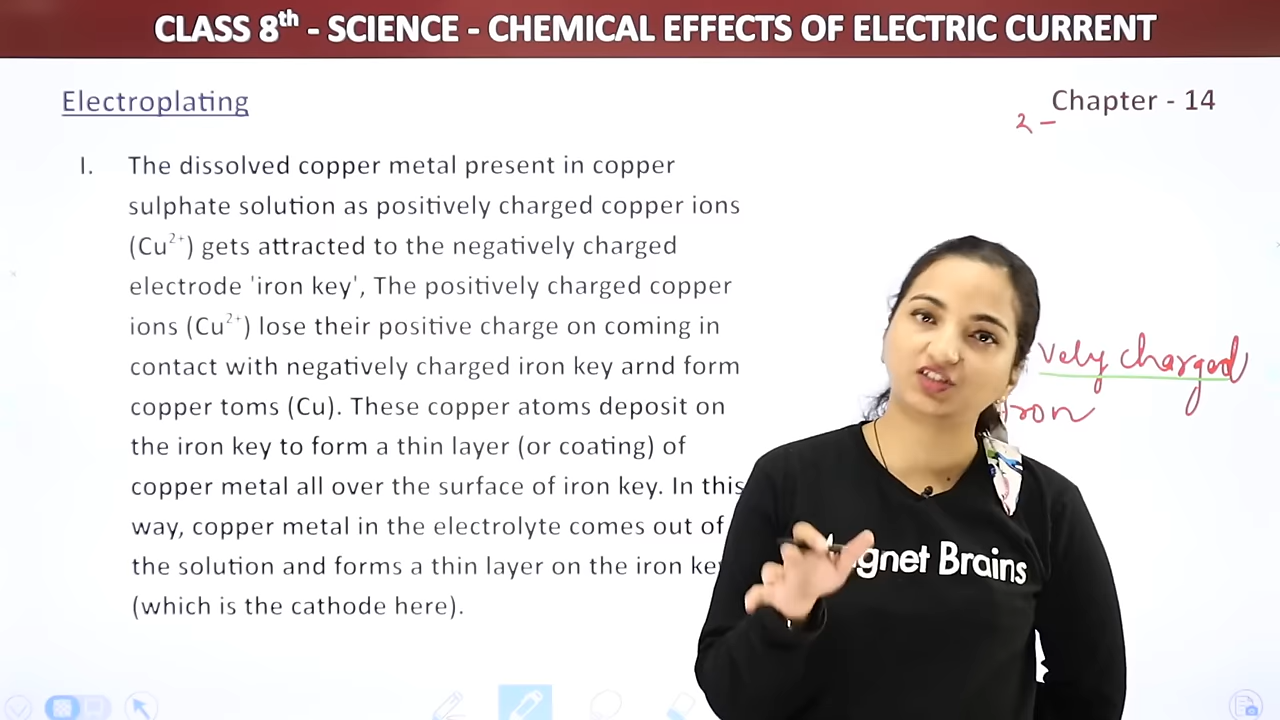 CLASS 8th - SCIENCE - CHEMICAL EFFECTS OF ELECTRIC CURRENT
Electroplating
Chapter - 14
2 -
I. The dissolved copper metal present in copper
sulphate solution as positively charged copper ions
(Cu²⁺) gets attracted to the negatively charged
electrode 'iron key', The positively charged copper
ions (Cu²⁺) lose their positive charge on coming in
contact with negatively charged iron key arnd form
copper toms (Cu). These copper atoms deposit on
the iron key to form a thin layer (or coating) of
copper metal all over the surface of iron key. In this
way, copper metal in the electrolyte comes out of
the solution and forms a thin layer on the iron
(which is the cathode here).
vely charged
iron
Brains